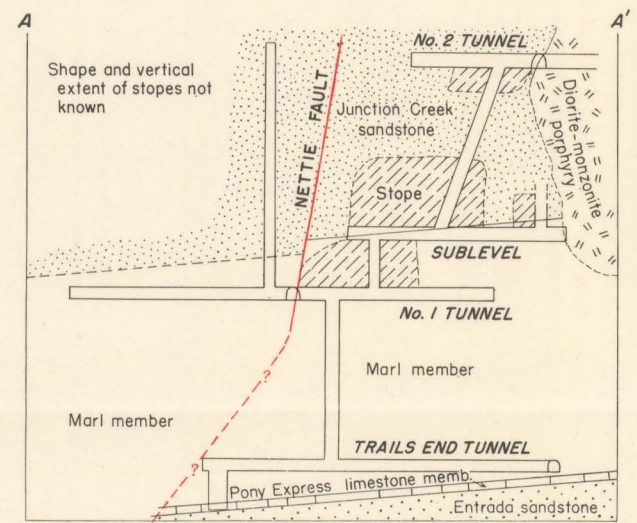 A
A'
No. 2 TUNNEL
Shape and vertical
extent of stopes not
known
NETTIE FAULT
Junction Creek
sandstone
Diorite-monzonite
porphyry
Stope
SUBLEVEL
No. 1 TUNNEL
Marl member
?
Marl member
TRAILS END TUNNEL
?
Pony Express limestone memb.
Entrada sandstone